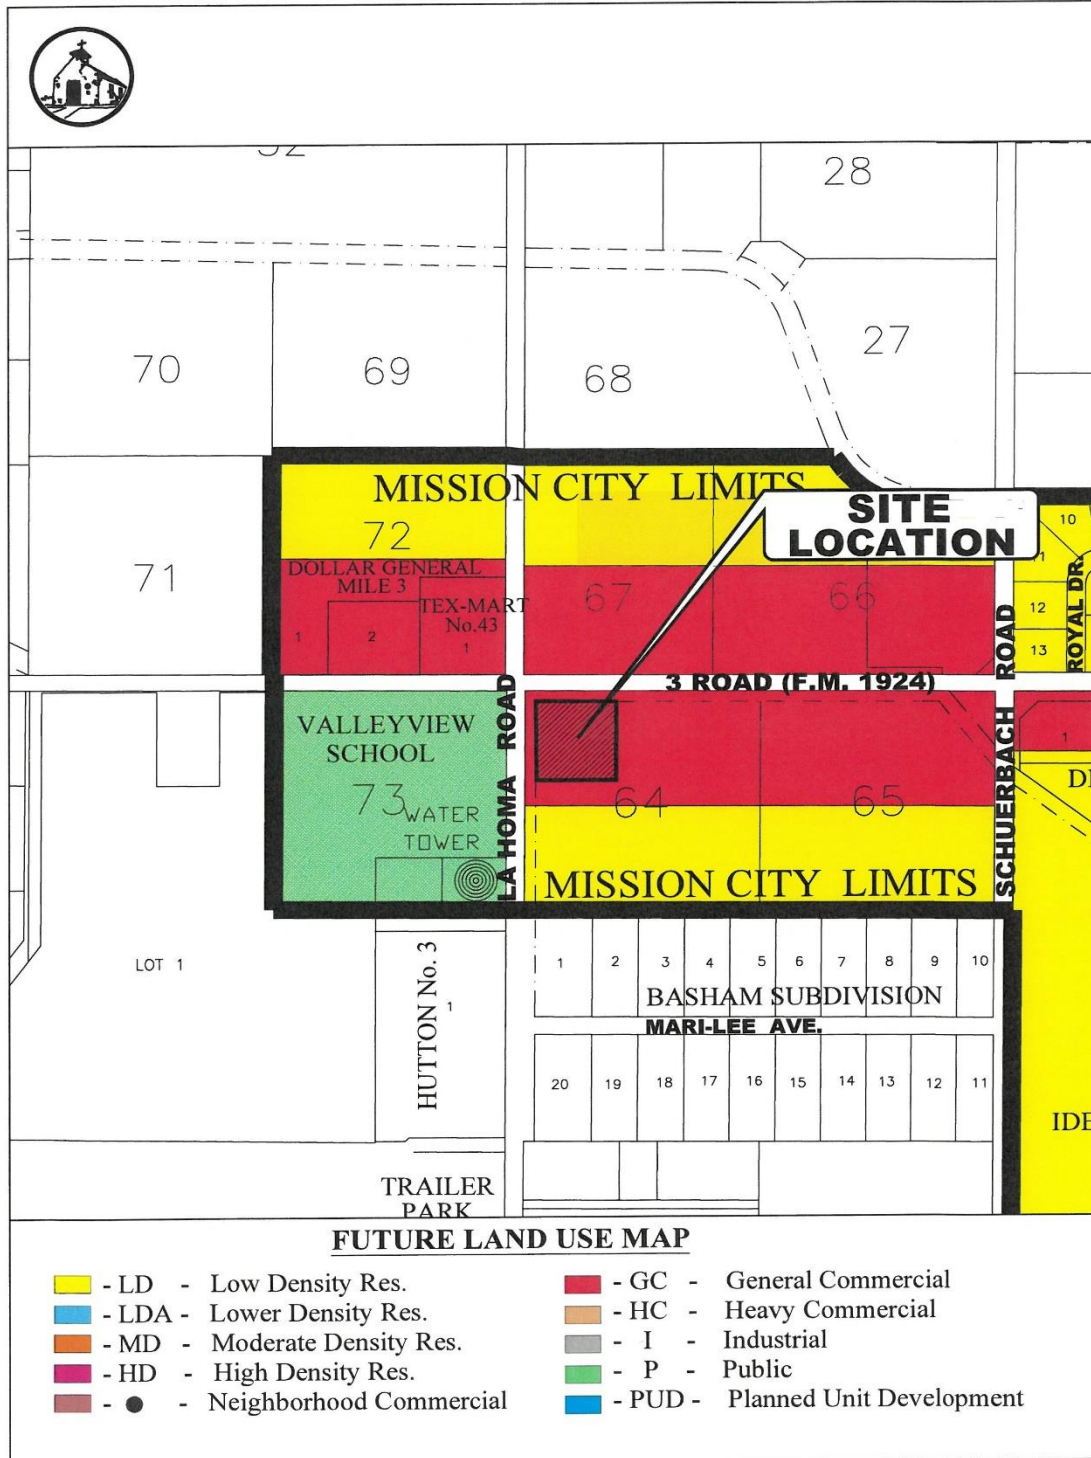 28
70
69
68
27
MISSION CITY LIMITS
SITE
LOCATION
72
71
DOLLAR GENERAL
MILE 3
TEX-MART
No.43
1
2
1
67
66
10
12
13
ROYAL DR.
ROAD
3 ROAD (F.M. 1924)
VALLEYVIEW
SCHOOL
73
WATER
TOWER
LA HOMA ROAD
64
65
SCHUERBACH
1
MISSION CITY LIMITS
LOT 1
HUTTON No. 3
1
1 2 3 4 5 6 7 8 9 10
BASHAM SUBDIVISION
MARI-LEE AVE.
20 19 18 17 16 15 14 13 12 11
TRAILER
PARK
FUTURE LAND USE MAP
- LD - Low Density Res.
- LDA - Lower Density Res.
- MD - Moderate Density Res.
- HD - High Density Res.
- ● - Neighborhood Commercial
- GC - General Commercial
- HC - Heavy Commercial
- I - Industrial
- P - Public
- PUD - Planned Unit Development